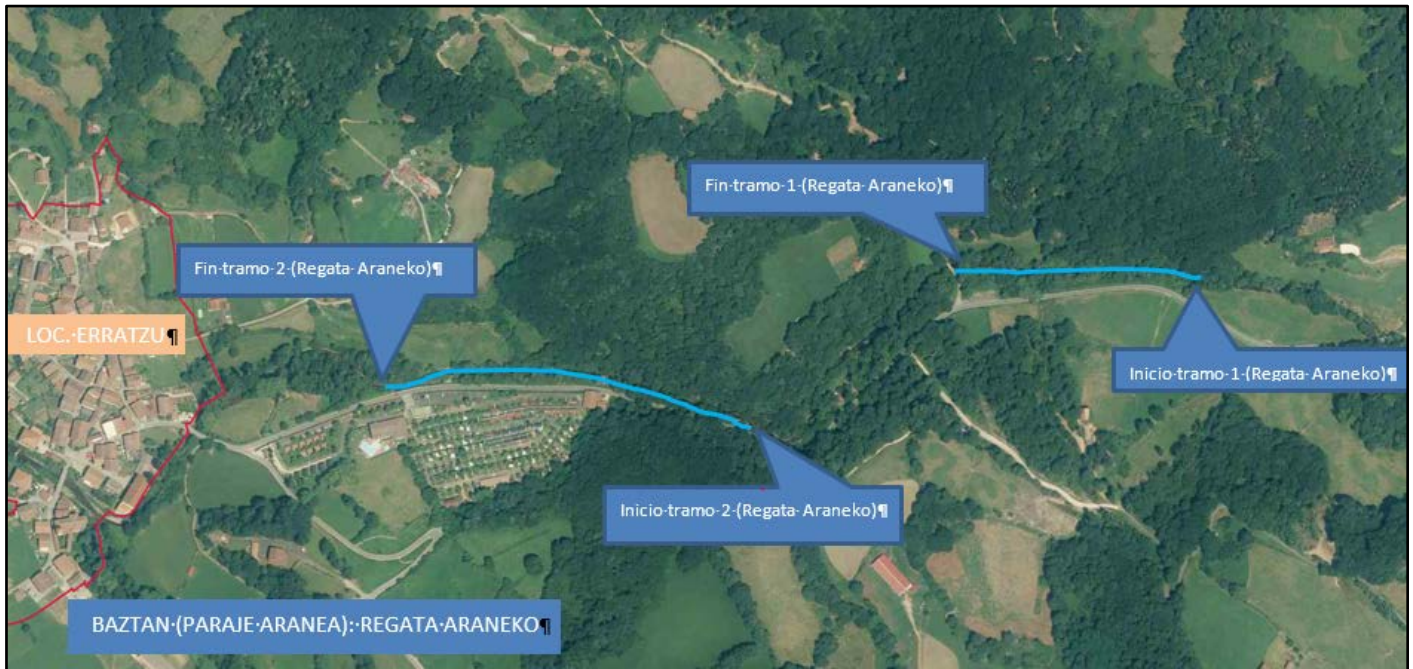 Fin·tramo·1·(Regata·Araneko)¶
Fin·tramo·2·(Regata·Araneko)¶
LOC.·ERRATZU¶
Inicio·tramo·1·(Regata·Araneko)¶
Inicio·tramo·2·(Regata·Araneko)¶
BAZTAN·(PARAJE·ARANEA):·REGATA·ARANEKO¶